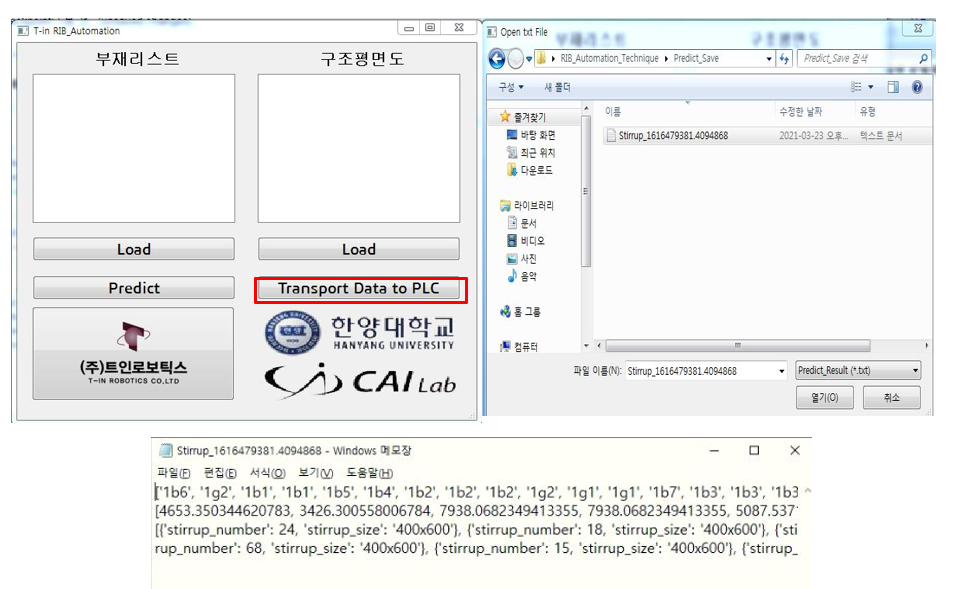 T-in RIB_Automation
부재리스트
구조평면도
Load
Load
Predict
Transport Data to PLC
(주)트인로보틱스
T-IN ROBOTICS CO.,LTD
한양대학교
HANYANG UNIVERSITY
CAI Lab
Open txt File
RIB_Automation_Technique ▸ Predict_Save
Predict_Save 검색
구성 새 폴더
이름 수정한 날짜 유형
즐겨찾기
바탕 화면
최근 위치
다운로드
라이브러리
문서
비디오
사진
음악
홈 그룹
컴퓨터
Stirrup_1616479381.4094868 2021-03-23 오후... 텍스트 문서
파일 이름(N): Stirrup_1616479381.4094868 Predict_Result (*.txt)
열기(O) 취소
Stirrup_1616479381.4094868 - Windows 메모장
파일(F) 편집(E) 서식(O) 보기(V) 도움말(H)
['1b6', '1g2', '1b1', '1b1', '1b5', '1b4', '1b2', '1b2', '1b2', '1g2', '1g1', '1g1', '1b7', '1b3', '1b3', '1b3
[4653.350344620783, 3426.300558006784, 7938.0682349413355, 7938.0682349413355, 5087.537
[{'stirrup_number': 24, 'stirrup_size': '400x600'}, {'stirrup_number': 18, 'stirrup_size': '400x600'}, {'sti
rrup_number': 68, 'stirrup_size': '400x600'}, {'stirrup_number': 15, 'stirrup_size': '400x600'}, {'stirrup_